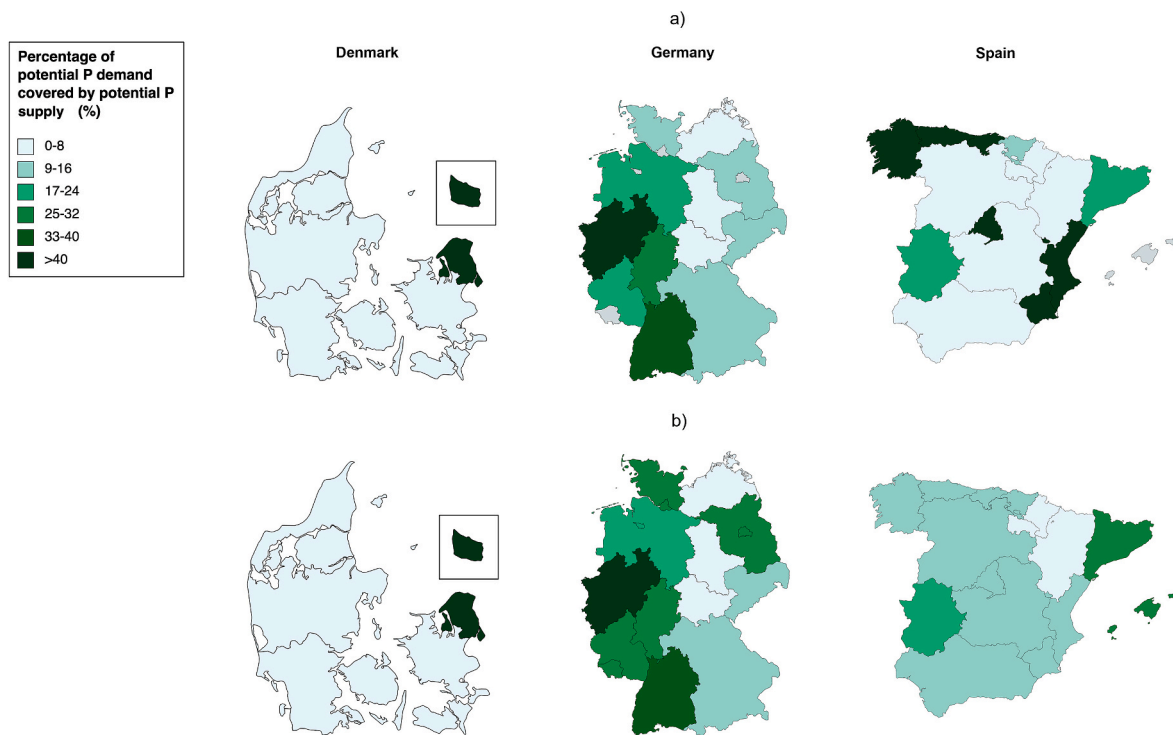 a)
Percentage of
potential P demand
covered by potential P
supply (%)
0-8
9-16
17-24
25-32
33-40
>40
Denmark
Germany
Spain
b)